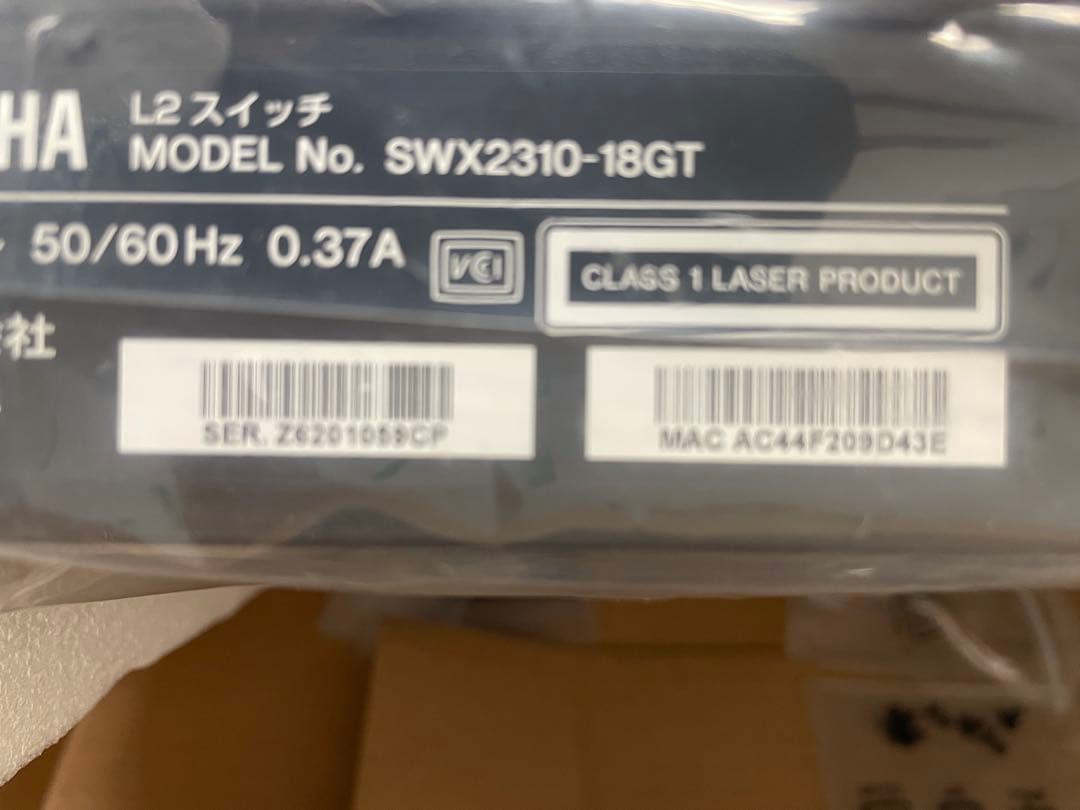 HA L2 スイッチ
MODEL No. SWX2310-18GT
50/60Hz 0.37A VCI CLASS 1 LASER PRODUCT
社
SER. Z6201059CP
MAC AC44F209D43E